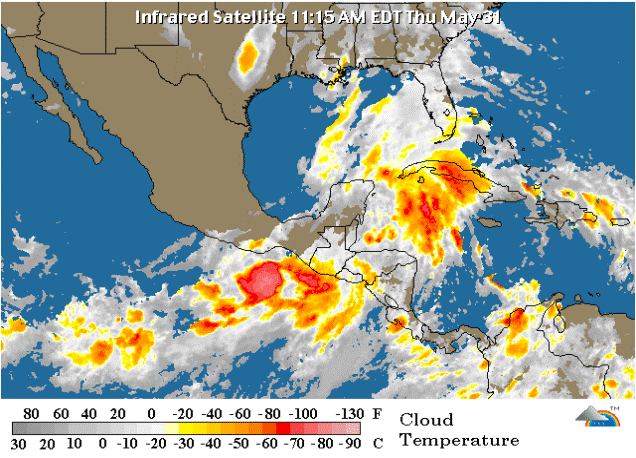 Infrared Satellite 11:15 AM EDT Thu May 31
80 60 40 20 0 -20 -40 -60 -80 -100 -130 F
30 20 10 0 -10 -20 -30 -40 -50 -60 -70 -80 -90 C
Cloud
Temperature
TM